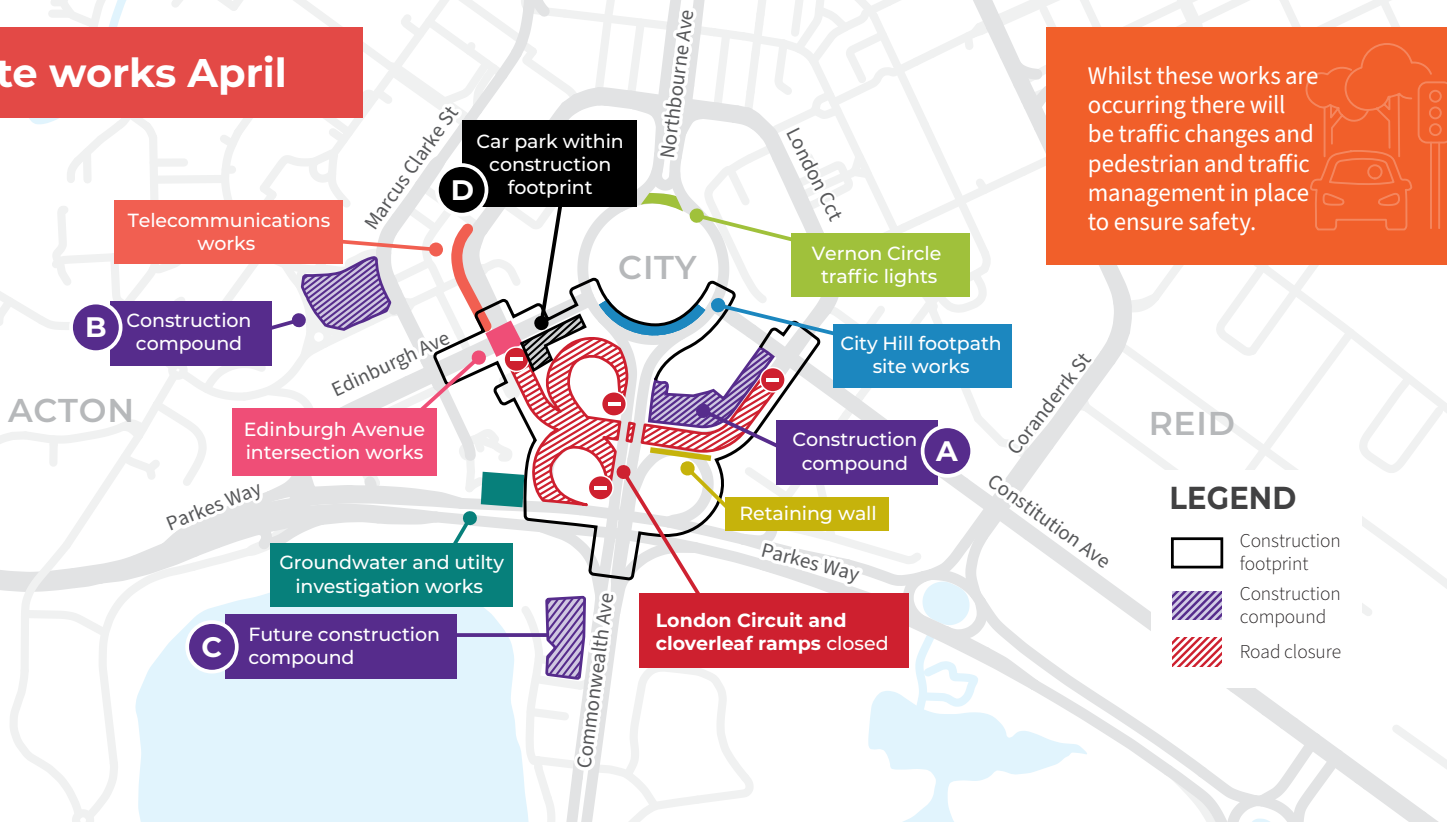 te works April
Whilst these works are
occurring there will
be traffic changes and
pedestrian and traffic
management in place
to ensure safety.
Northbourne Ave
Marcus Clarke St
Car park within
construction
footprint
D
London Cct
Telecommunications
works
Vernon Circle
traffic lights
CITY
B
Construction
compound
City Hill footpath
site works
Edinburgh Ave
ACTON
Coranderrk St
REID
Edinburgh Avenue
intersection works
Construction
compound
A
Parkes Way
Retaining wall
Constitution Ave
Parkes Way
Groundwater and utilty
investigation works
C
Future construction
compound
London Circuit and
cloverleaf ramps closed
Commonwealth Ave
LEGEND
Construction
footprint
Construction
compound
Road closure